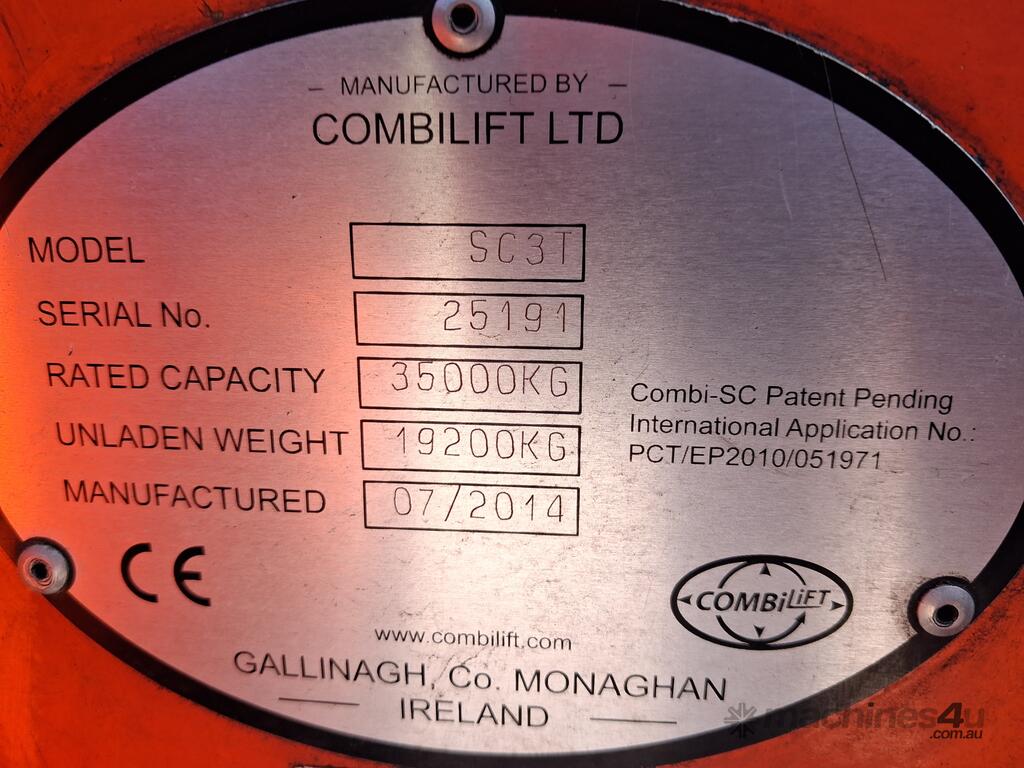 – MANUFACTURED BY –
COMBILIFT LTD
MODEL SC3T
SERIAL No. 25191
RATED CAPACITY 35000KG
UNLADEN WEIGHT 19200KG
MANUFACTURED 07/2014
Combi-SC Patent Pending
International Application No.:
PCT/EP2010/051971
CE
COMBiLiFT
www.combilift.com
GALLINAGH, Co. MONAGHAN
IRELAND
machines4u
.com.au